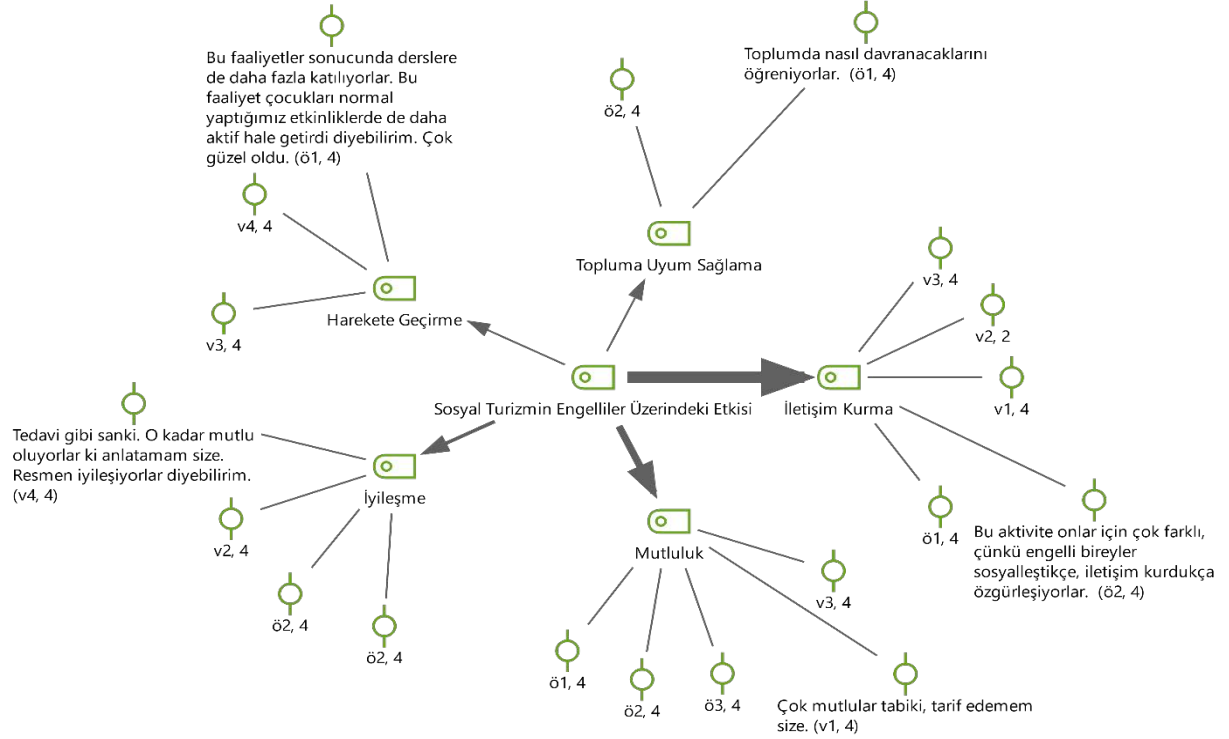 Bu faaliyetler sonucunda derslere
de daha fazla katılıyorlar. Bu
faaliyet çocukları normal
yaptığımız etkinliklerde de daha
aktif hale getirdi diyebilirim. Çok
güzel oldu. (ö1, 4)
Toplumda nasıl davranacaklarını
öğreniyorlar. (ö1, 4)
ö2, 4
v4, 4
Topluma Uyum Sağlama
v3, 4
Harekete Geçirme
v3, 4
v2, 2
v1, 4
Sosyal Turizmin Engelliler Üzerindeki Etkisi
İletişim Kurma
Tedavi gibi sanki. O kadar mutlu
oluyorlar ki anlatamam size.
Resmen iyileşiyorlar diyebilirim.
(v4, 4)
İyileşme
v2, 4
ö2, 4
ö2, 4
Mutluluk
ö1, 4
Bu aktivite onlar için çok farklı,
çünkü engelli bireyler
sosyalleştikçe, iletişim kurdukça
özgürleşiyorlar. (ö2, 4)
v3, 4
ö1, 4
ö2, 4
ö3, 4
Çok mutlular tabiki, tarif edemem
size. (v1, 4)